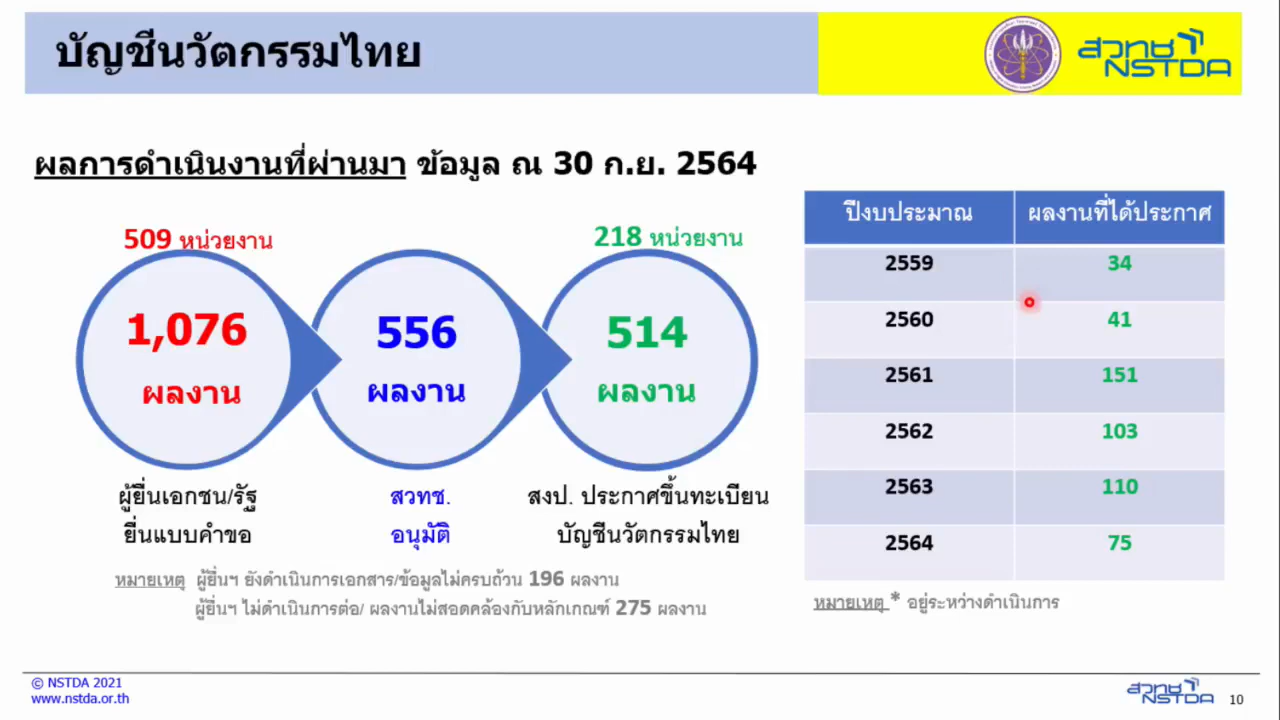 บัญชีนวัตกรรมไทย
สวทช
NSTDA
ผลการดำเนินงานที่ผ่านมา ข้อมูล ณ 30 ก.ย. 2564
509 หน่วยงาน
218 หน่วยงาน
1,076
ผลงาน
556
ผลงาน
514
ผลงาน
ผู้ยื่นเอกชน/รัฐ
ยื่นแบบคำขอ
สวทช.
อนุมัติ
สงป. ประกาศขึ้นทะเบียน
บัญชีนวัตกรรมไทย
หมายเหตุ ผู้ยื่นฯ ยังดำเนินการเอกสาร/ข้อมูลไม่ครบถ้วน 196 ผลงาน
ผู้ยื่นฯ ไม่ดำเนินการต่อ/ ผลงานไม่สอดคล้องกับหลักเกณฑ์ 275 ผลงาน
ปีงบประมาณ ผลงานที่ได้ประกาศ
2559 34
2560 41
2561 151
2562 103
2563 110
2564 75
หมายเหตุ * อยู่ระหว่างดำเนินการ
© NSTDA 2021
www.nstda.or.th
สวทช
NSTDA
10